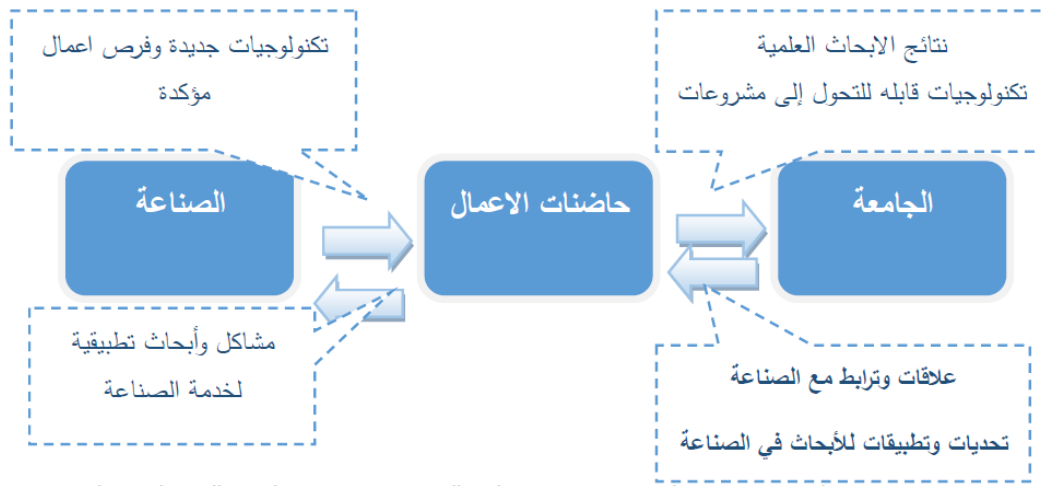 نتائج الابحاث العلمية
تكنولوجيات قابله للتحول إلى مشروعات
تكنولوجيات جديدة وفرص اعمال
مؤكدة
الجامعة
حاضنات الاعمال
الصناعة
علاقات وترابط مع الصناعة
تحديات وتطبيقات للأبحاث في الصناعة
مشاكل وأبحاث تطبيقية
لخدمة الصناعة